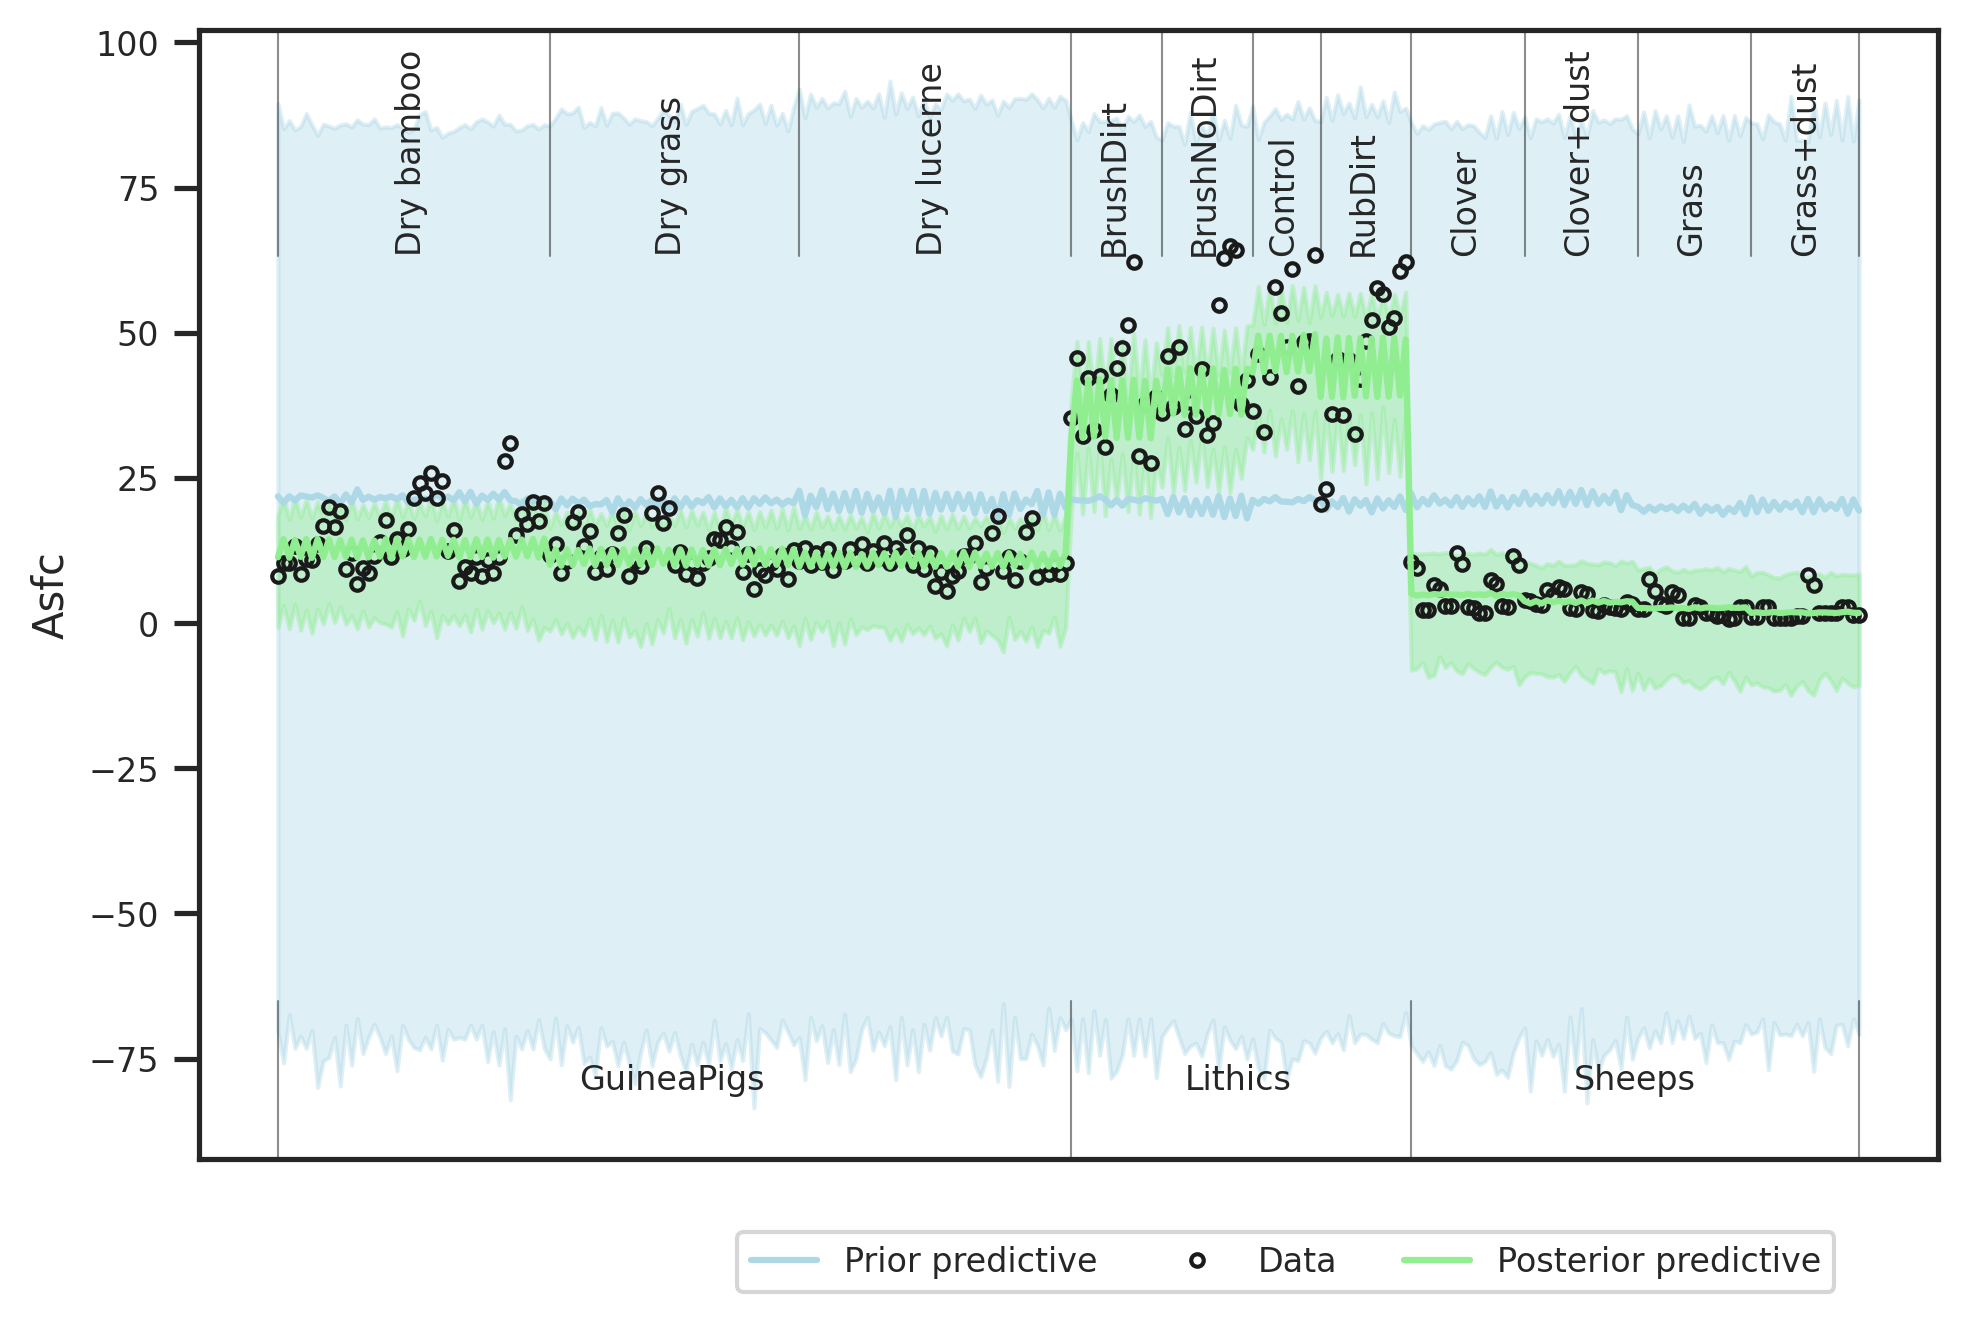 100
75
50
25
0
−25
−50
−75
Asfc
Dry bamboo
Dry grass
Dry lucerne
BrushDirt
BrushNoDirt
Control
RubDirt
Clover
Clover+dust
Grass
Grass+dust
GuineaPigs
Lithics
Sheeps
Prior predictive
Data
Posterior predictive